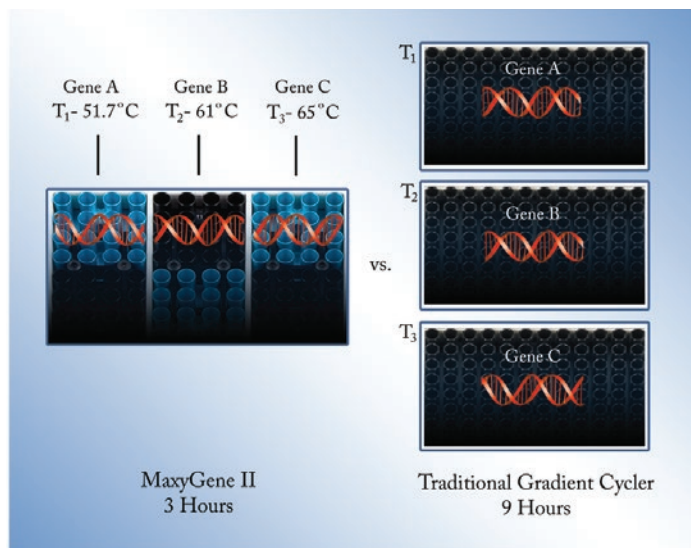 Gene A
T₁- 51.7°C
Gene B
T₂- 61°C
Gene C
T₃- 65°C
vs.
T₁
Gene A
T₂
Gene B
T₃
Gene C
MaxyGene II
3 Hours
Traditional Gradient Cycler
9 Hours